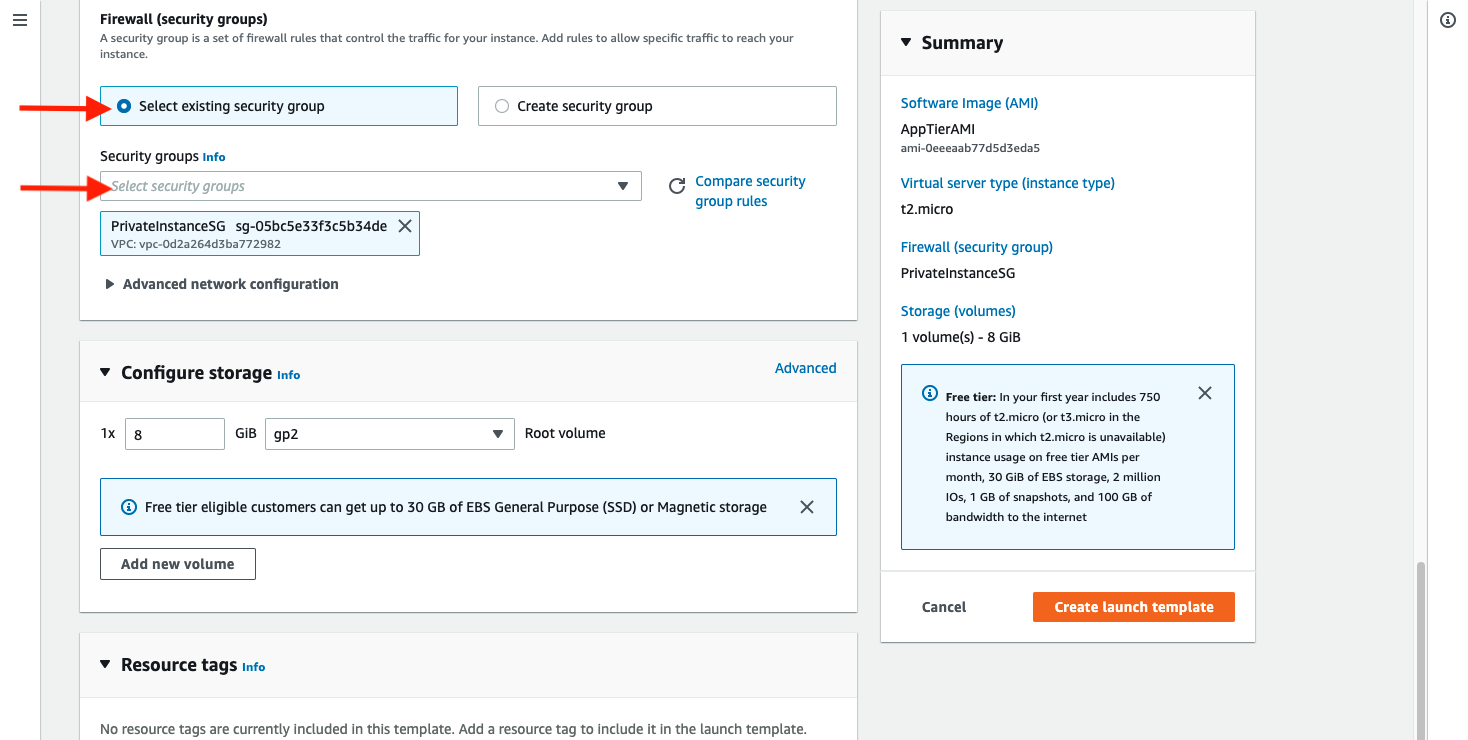 Firewall (security groups)
A security group is a set of firewall rules that control the traffic for your instance. Add rules to allow specific traffic to reach your
instance.
Select existing security group
Create security group
Security groups Info
Select security groups
Compare security
group rules
PrivateInstanceSG sg-05bc5e33f3c5b34de
VPC: vpc-0d2a264d3ba772982
Advanced network configuration
Configure storage Info
Advanced
1x 8 GiB gp2 Root volume
Free tier eligible customers can get up to 30 GB of EBS General Purpose (SSD) or Magnetic storage
Add new volume
Resource tags Info
No resource tags are currently included in this template. Add a resource tag to include it in the launch template.
Summary
Software Image (AMI)
AppTierAMI
ami-0eeeaab77d5d3eda5
Virtual server type (instance type)
t2.micro
Firewall (security group)
PrivateInstanceSG
Storage (volumes)
1 volume(s) - 8 GiB
Free tier: In your first year includes 750
hours of t2.micro (or t3.micro in the
Regions in which t2.micro is unavailable)
instance usage on free tier AMIs per
month, 30 GiB of EBS storage, 2 million
IOs, 1 GB of snapshots, and 100 GB of
bandwidth to the internet
Cancel
Create launch template